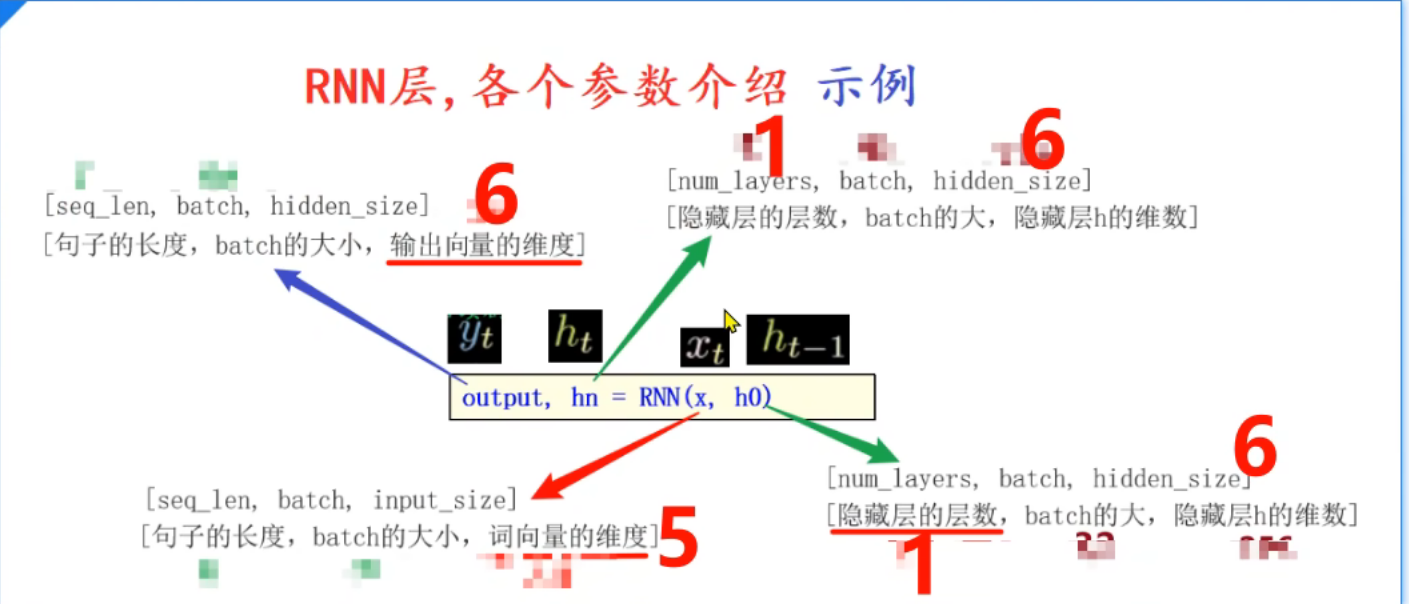 RNN层,各个参数介绍 示例
1
6
6
[num_layers, batch, hidden_size]
[隐藏层的层数，batch的大，隐藏层h的维数]
[seq_len, batch, hidden_size]
[句子的长度，batch的大小，输出向量的维度]
yt
ht
xt
ht−1
output, hn = RNN(x, h0)
6
[num_layers, batch, hidden_size]
[隐藏层的层数，batch的大，隐藏层h的维数]
1
[seq_len, batch, input_size]
[句子的长度，batch的大小，词向量的维度]
5